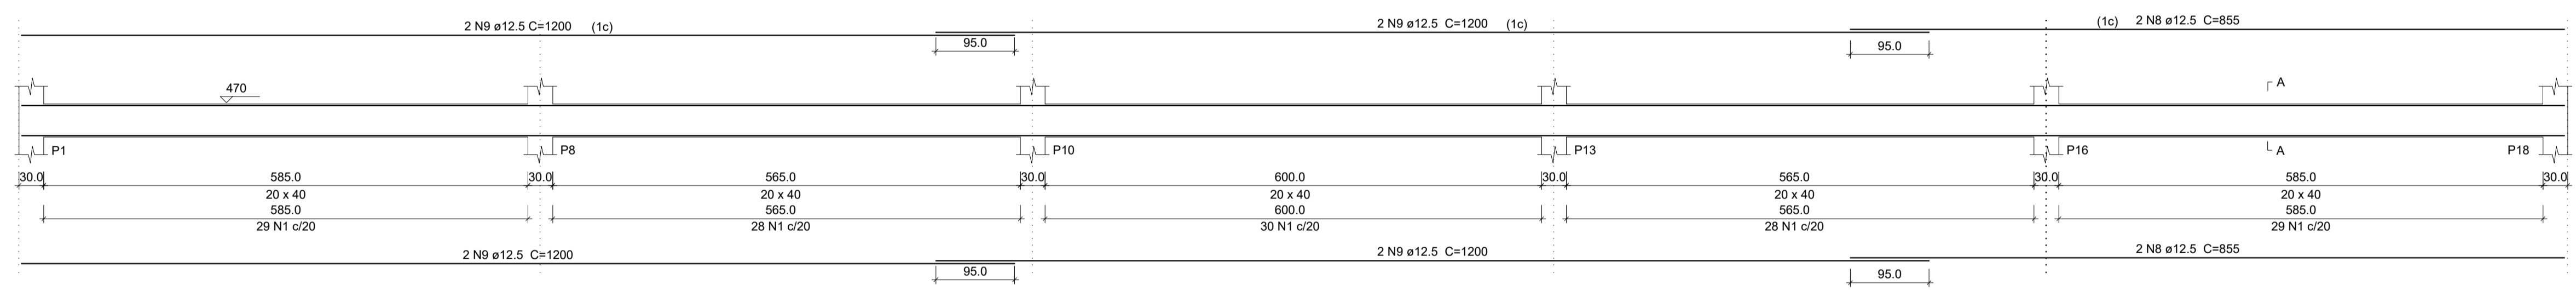 2 N9 ø12.5 C=1200 (1c)
2 N9 ø12.5 C=1200 (1c)
(1c) 2 N8 ø12.5 C=855
95.0
95.0
470
A
P1
P8
P10
P13
P16
A
P18
30.0 585.0 30.0 565.0 30.0 600.0 30.0 565.0 30.0 585.0 30.0
20 x 40 20 x 40 20 x 40 20 x 40 20 x 40
585.0 565.0 600.0 565.0 585.0
29 N1 c/20 28 N1 c/20 30 N1 c/20 28 N1 c/20 29 N1 c/20
2 N9 ø12.5 C=1200
2 N9 ø12.5 C=1200
2 N8 ø12.5 C=855
95.0
95.0